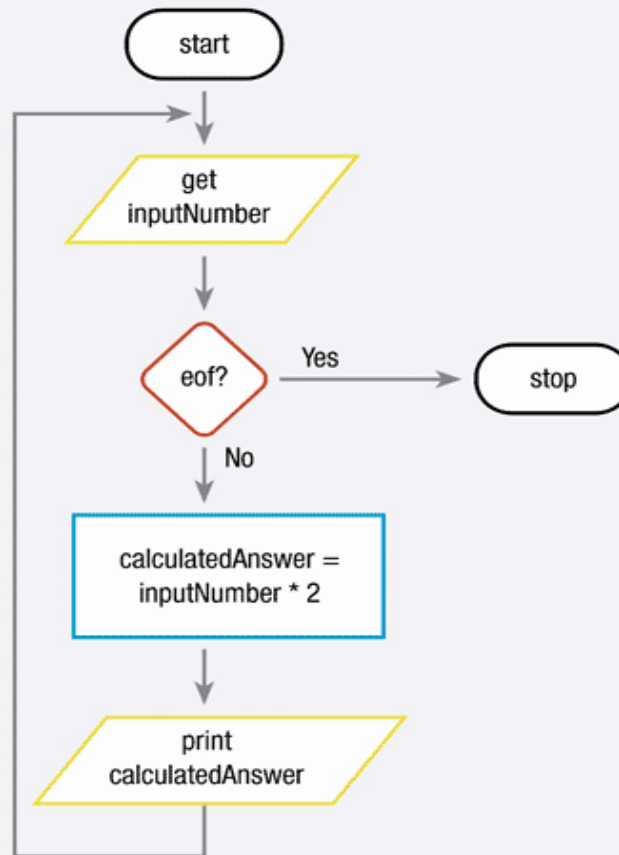 start
get
inputNumber
eof?
Yes
stop
No
calculatedAnswer =
inputNumber * 2
print
calculatedAnswer